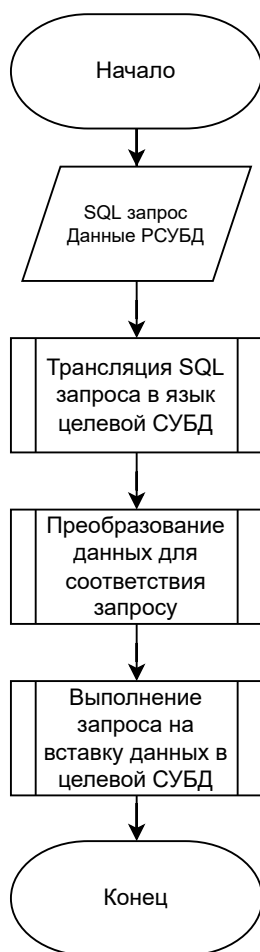 Начало
SQL запрос
Данные РСУБД
Трансляция SQL
запроса в язык
целевой СУБД
Преобразование
данных для
соответствия
запросу
Выполнение
запроса на
вставку данных в
целевой СУБД
Конец